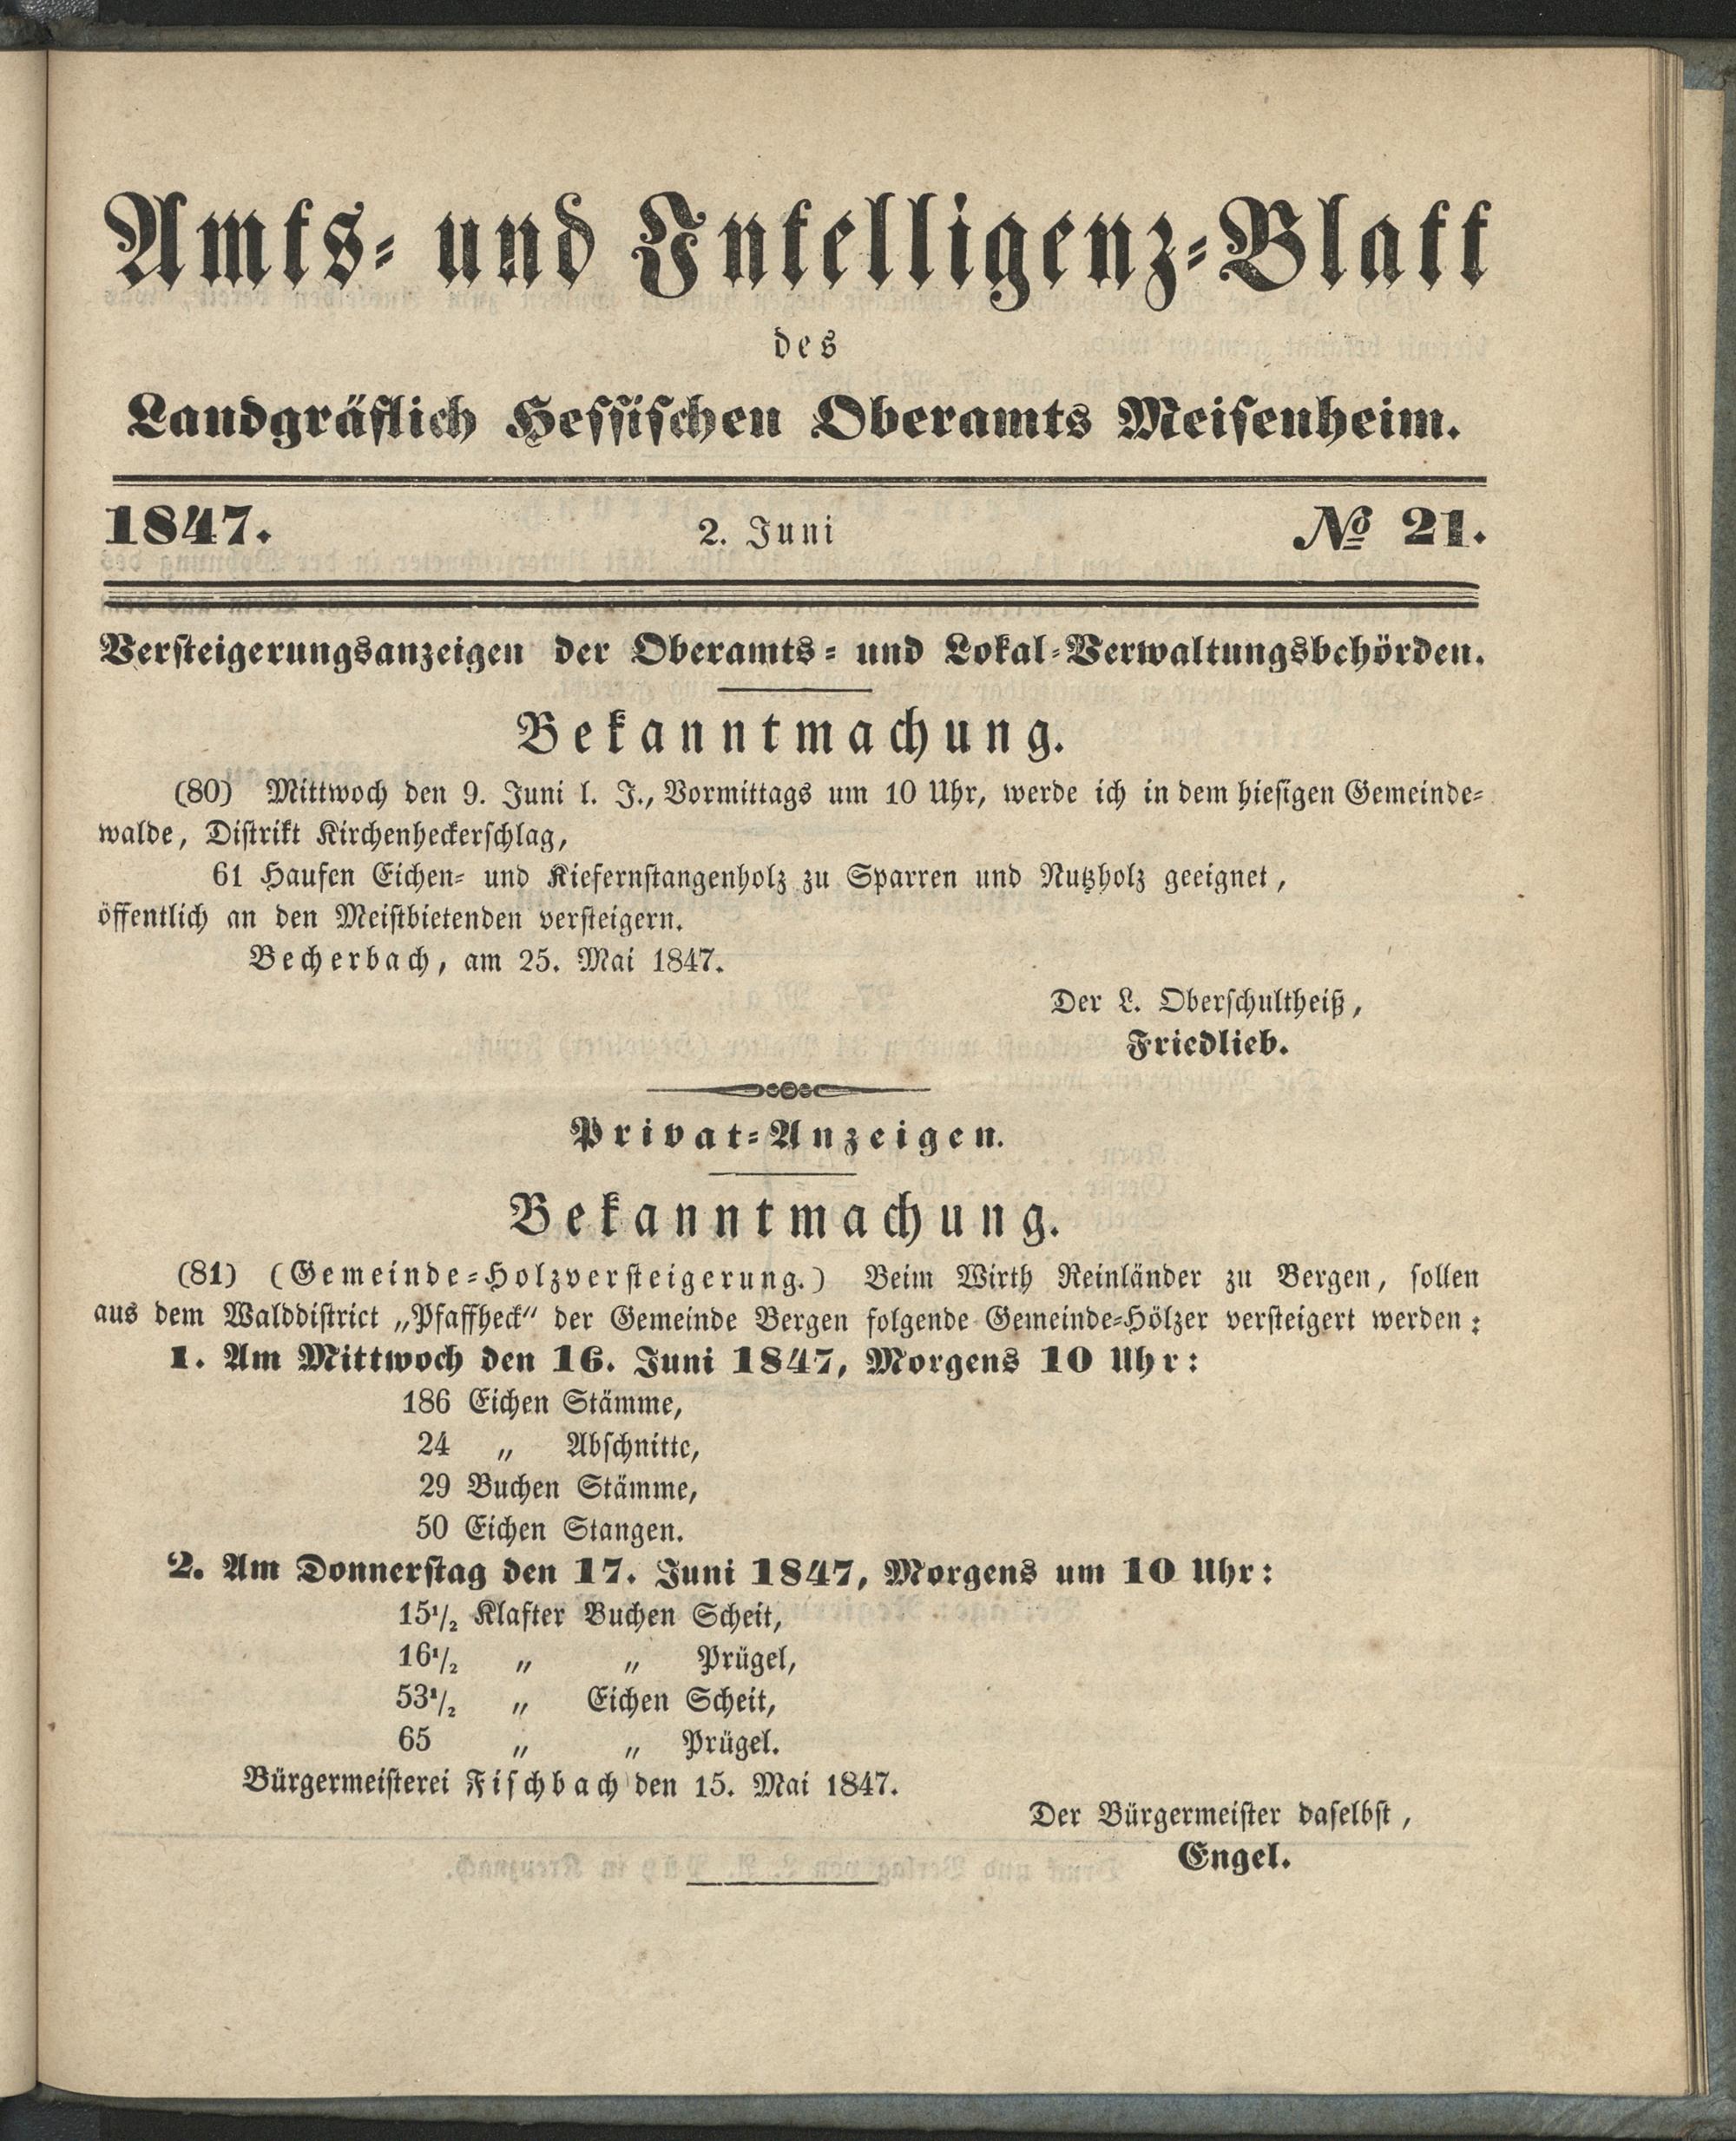 Amts- und Intelligenz-Blatt
des
Landgräflich Hessischen Oberamts Meisenheim.
1847. 2. Juni No 21.
Versteigerungsanzeigen der Oberamts- und Lokal-Verwaltungsbehörden.
Bekanntmachung.
(80) Mittwoch den 9. Juni l. J., Vormittags um 10 Uhr, werde ich in dem hiesigen Gemeinde-
walde, Distrikt Kirchenheckerschlag,
61 Haufen Eichen- und Kiefernstangenholz zu Sparren und Nutzholz geeignet,
öffentlich an den Meistbietenden versteigern.
Becherbach, am 25. Mai 1847.
Der L. Oberschultheiß,
Friedlieb.
Privat-Anzeigen.
Bekanntmachung.
(81) (Gemeinde-Holzversteigerung.) Beim Wirth Reinländer zu Bergen, sollen
aus dem Walddistrict „Pfaffheck“ der Gemeinde Bergen folgende Gemeinde-Hölzer versteigert werden:
1. Am Mittwoch den 16. Juni 1847, Morgens 10 Uhr:
186 Eichen Stämme,
24 „ Abschnitte,
29 Buchen Stämme,
50 Eichen Stangen.
2. Am Donnerstag den 17. Juni 1847, Morgens um 10 Uhr:
15 1/2 Klafter Buchen Scheit,
16 1/2 „ „ Prügel,
53 1/2 „ Eichen Scheit,
65 „ „ Prügel.
Bürgermeisterei Fischbach den 15. Mai 1847.
Der Bürgermeister daselbst,
Engel.